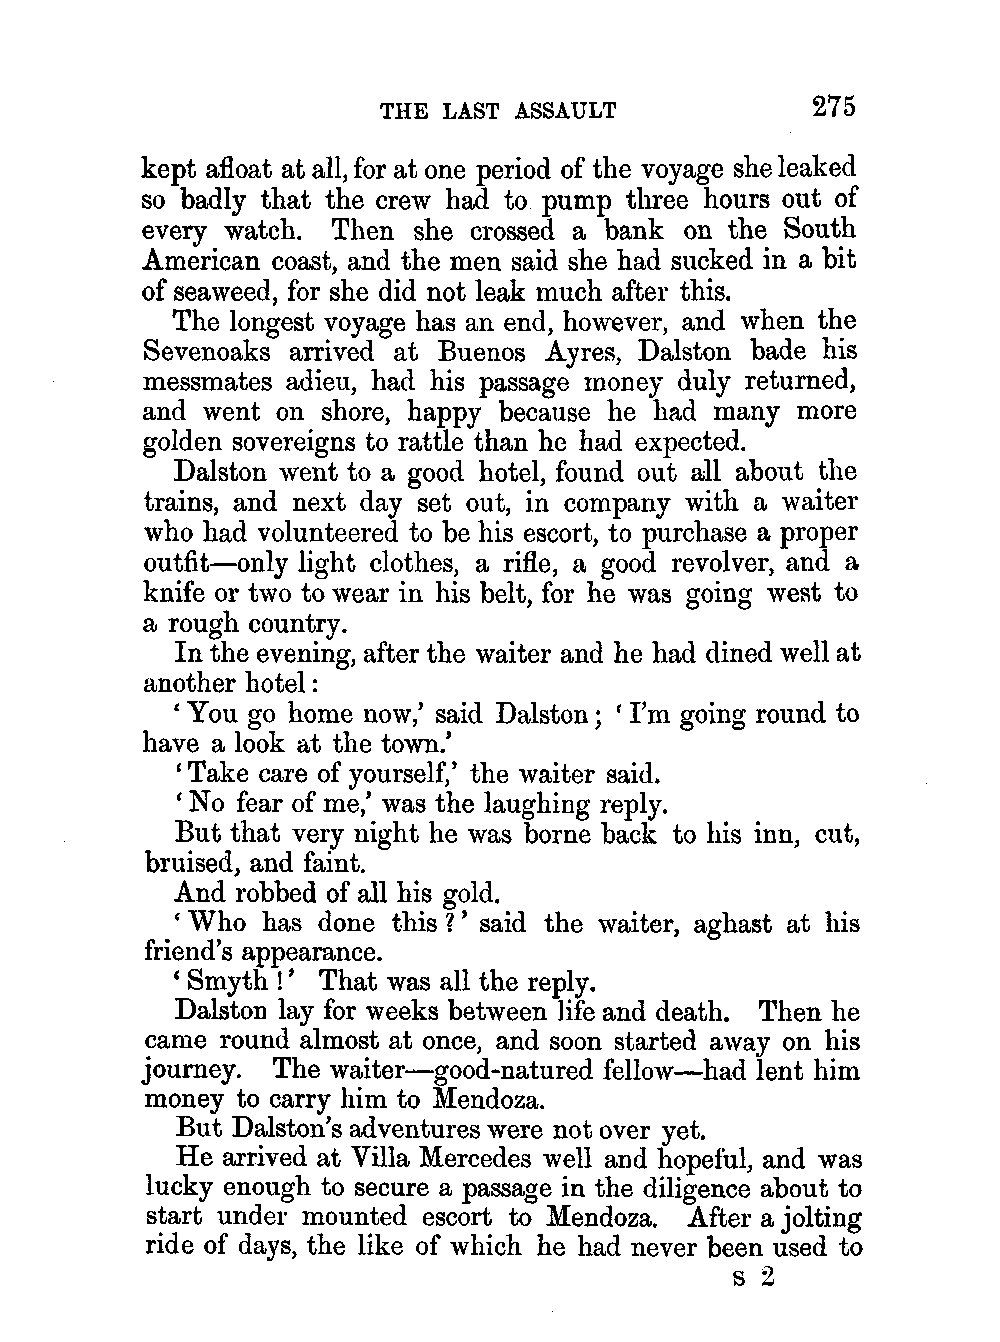 THE LAST ASSAULT 275
kept afloat at all, for at one period of the voyage she leaked
so badly that the crew had to pump three hours out of
every watch. Then she crossed a bank on the South
American coast, and the men said she had sucked in a bit
of seaweed, for she did not leak much after this.
The longest voyage has an end, however, and when the
Sevenoaks arrived at Buenos Ayres, Dalston bade his
messmates adieu, had his passage money duly returned,
and went on shore, happy because he had many more
golden sovereigns to rattle than he had expected.
Dalston went to a good hotel, found out all about the
trains, and next day set out, in company with a waiter
who had volunteered to be his escort, to purchase a proper
outfit—only light clothes, a rifle, a good revolver, and a
knife or two to wear in his belt, for he was going west to
a rough country.
In the evening, after the waiter and he had dined well at
another hotel :
‘ You go home now,’ said Dalston ; ‘ I’m going round to
have a look at the town.’
‘ Take care of yourself,’ the waiter said.
‘ No fear of me,’ was the laughing reply.
But that very night he was borne back to his inn, cut,
bruised, and faint.
And robbed of all his gold.
‘ Who has done this ? ’ said the waiter, aghast at his
friend’s appearance.
‘ Smyth ! ’ That was all the reply.
Dalston lay for weeks between life and death. Then he
came round almost at once, and soon started away on his
journey. The waiter—good-natured fellow—had lent him
money to carry him to Mendoza.
But Dalston’s adventures were not over yet.
He arrived at Villa Mercedes well and hopeful, and was
lucky enough to secure a passage in the diligence about to
start under mounted escort to Mendoza. After a jolting
ride of days, the like of which he had never been used to
s 2